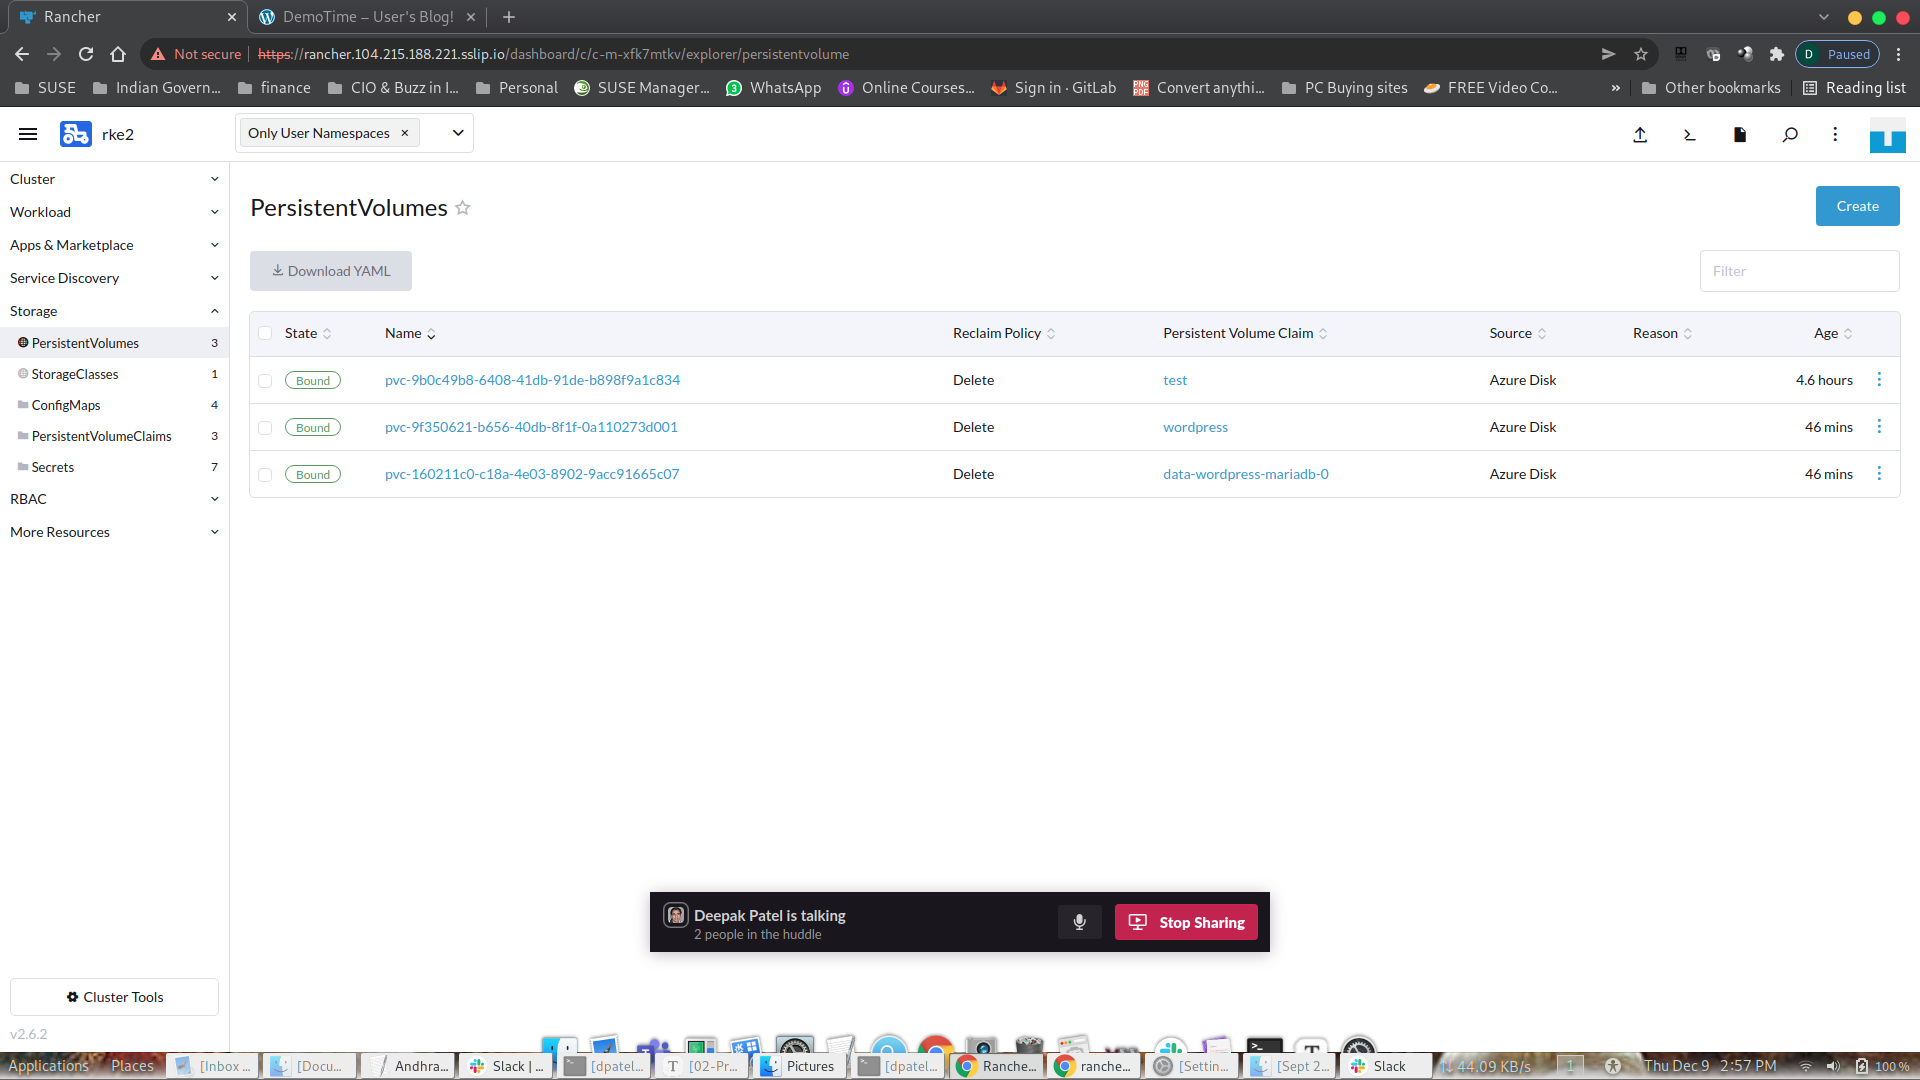 Rancher
DemoTime – User's Blog!
Not secure
https://rancher.104.215.188.221.sslip.io/dashboard/c/c-m-xfk7mtkv/explorer/persistentvolume
D Paused
SUSE
Indian Govern...
finance
CIO & Buzz in I...
Personal
SUSE Manager...
WhatsApp
Online Courses...
Sign in · GitLab
Convert anythi...
PC Buying sites
FREE Video Co...
»
Other bookmarks
Reading list
rke2
Only User Namespaces
Cluster
Workload
Apps & Marketplace
Service Discovery
Storage
PersistentVolumes 3
StorageClasses 1
ConfigMaps 4
PersistentVolumeClaims 3
Secrets 7
RBAC
More Resources
Cluster Tools
v2.6.2
PersistentVolumes
Create
Download YAML
Filter
State Name Reclaim Policy Persistent Volume Claim Source Reason Age
Bound pvc-9b0c49b8-6408-41db-91de-b898f9a1c834 Delete test Azure Disk 4.6 hours
Bound pvc-9f350621-b656-40db-8f1f-0a110273d001 Delete wordpress Azure Disk 46 mins
Bound pvc-160211c0-c18a-4e03-8902-9acc91665c07 Delete data-wordpress-mariadb-0 Azure Disk 46 mins
Deepak Patel is talking
2 people in the huddle
Stop Sharing
Applications
Places
[Inbox ...
[Docu...
Andhra...
Slack | ...
[dpatel...
[02-Pr...
Pictures
[dpatel...
Ranche...
ranche...
[Settin...
[Sept 2...
Slack
44.09 KB/s
1
Thu Dec 9 2:57 PM
100 %